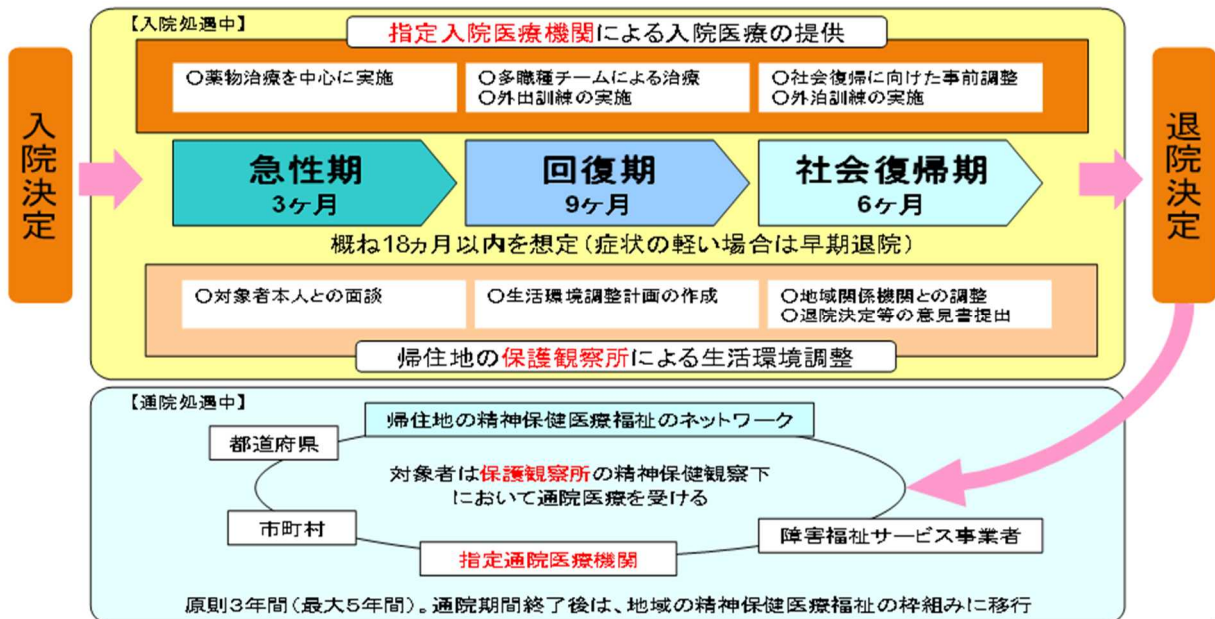 【入院処遇中】
指定入院医療機関による入院医療の提供
入院決定
○薬物治療を中心に実施
○多職種チームによる治療
○外出訓練の実施
○社会復帰に向けた事前調整
○外泊訓練の実施
退院決定
急性期
3ヶ月
回復期
9ヶ月
社会復帰期
6ヶ月
概ね18ヵ月以内を想定(症状の軽い場合は早期退院)
○対象者本人との面談
○生活環境調整計画の作成
○地域関係機関との調整
○退院決定等の意見書提出
帰住地の保護観察所による生活環境調整
【通院処遇中】
帰住地の精神保健医療福祉のネットワーク
都道府県
対象者は保護観察所の精神保健観察下
において通院医療を受ける
市町村
障害福祉サービス事業者
指定通院医療機関
原則3年間(最大5年間)。通院期間終了後は、地域の精神保健医療福祉の枠組みに移行